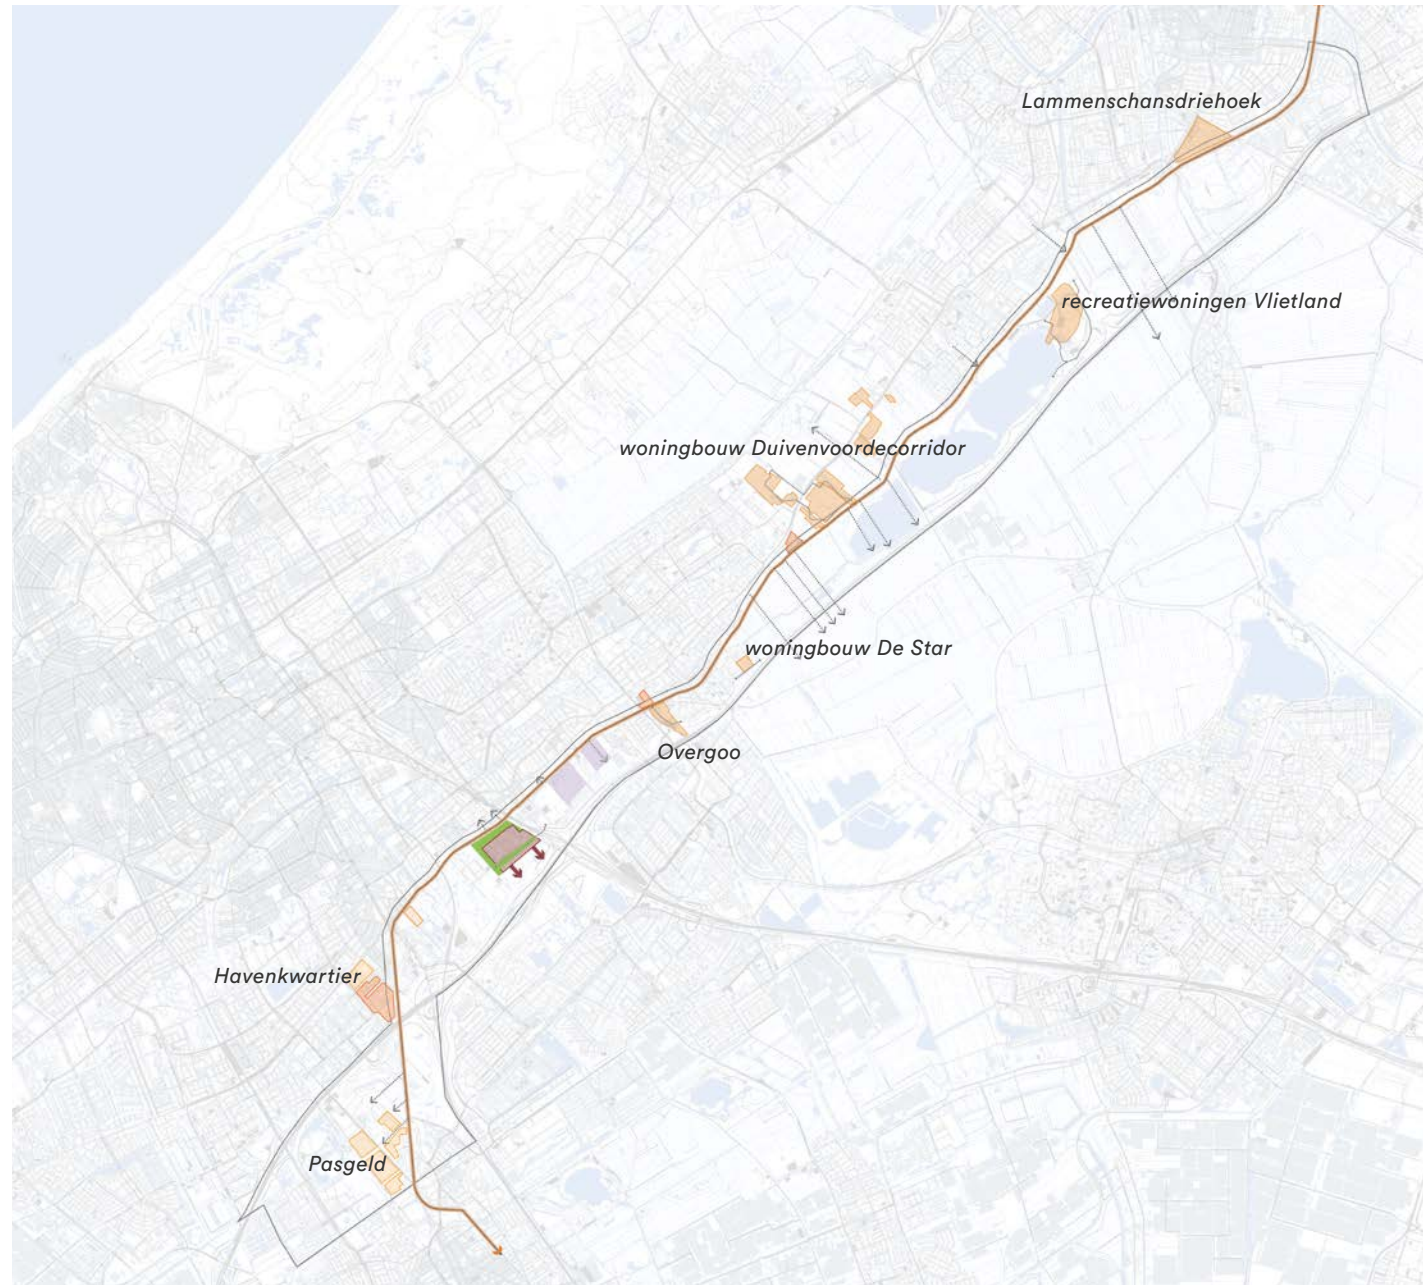 Lammenschansdriehoek
recreatiewoningen Vlietland
woningbouw Duivenvoordecorridor
woningbouw De Star
Overgoo
Havenkwartier
Pasgeld